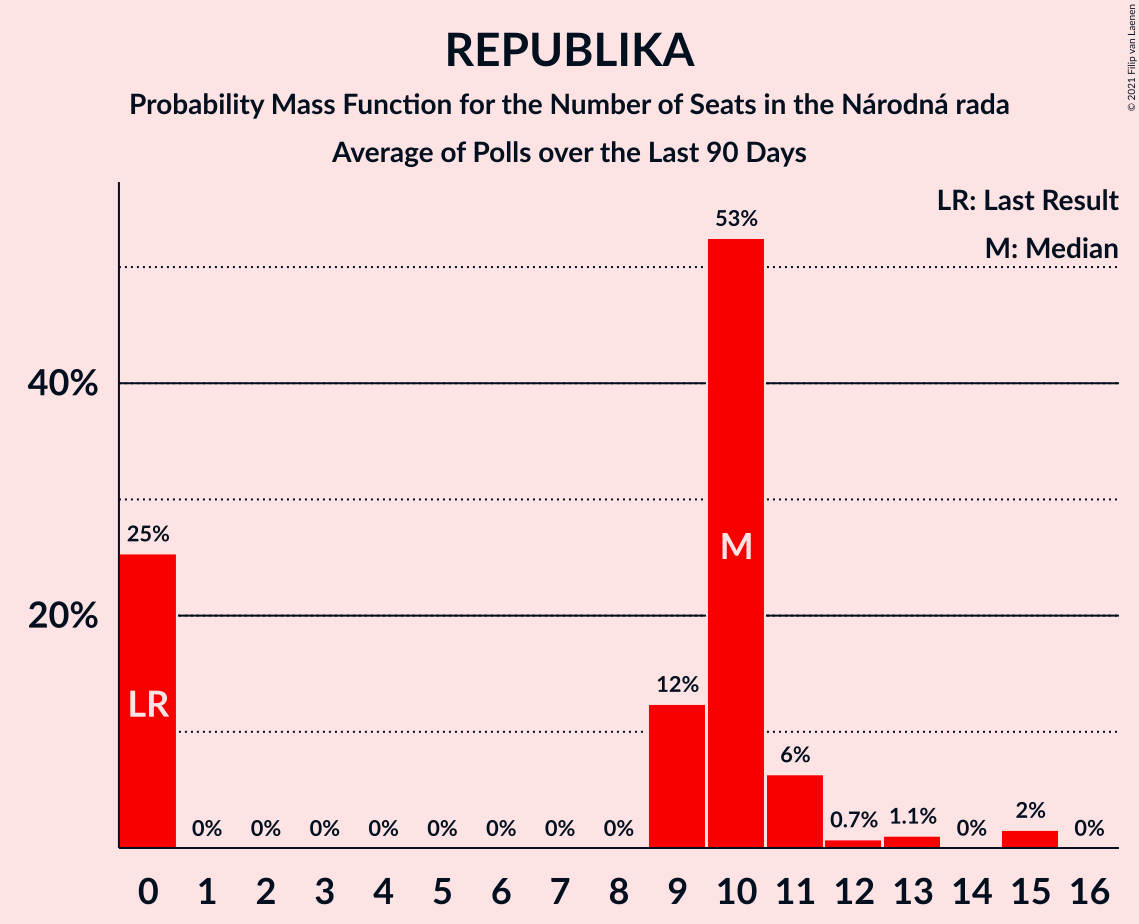 REPUBLIKA
Probability Mass Function for the Number of Seats in the Národná rada
Average of Polls over the Last 90 Days
© 2021 Filip van Laenen
LR: Last Result
M: Median
53%
40%
25%
M
20%
12%
LR
6%
0% 0% 0% 0% 0% 0% 0% 0% 0.7% 1.1% 0% 2% 0%
0 1 2 3 4 5 6 7 8 9 10 11 12 13 14 15 16